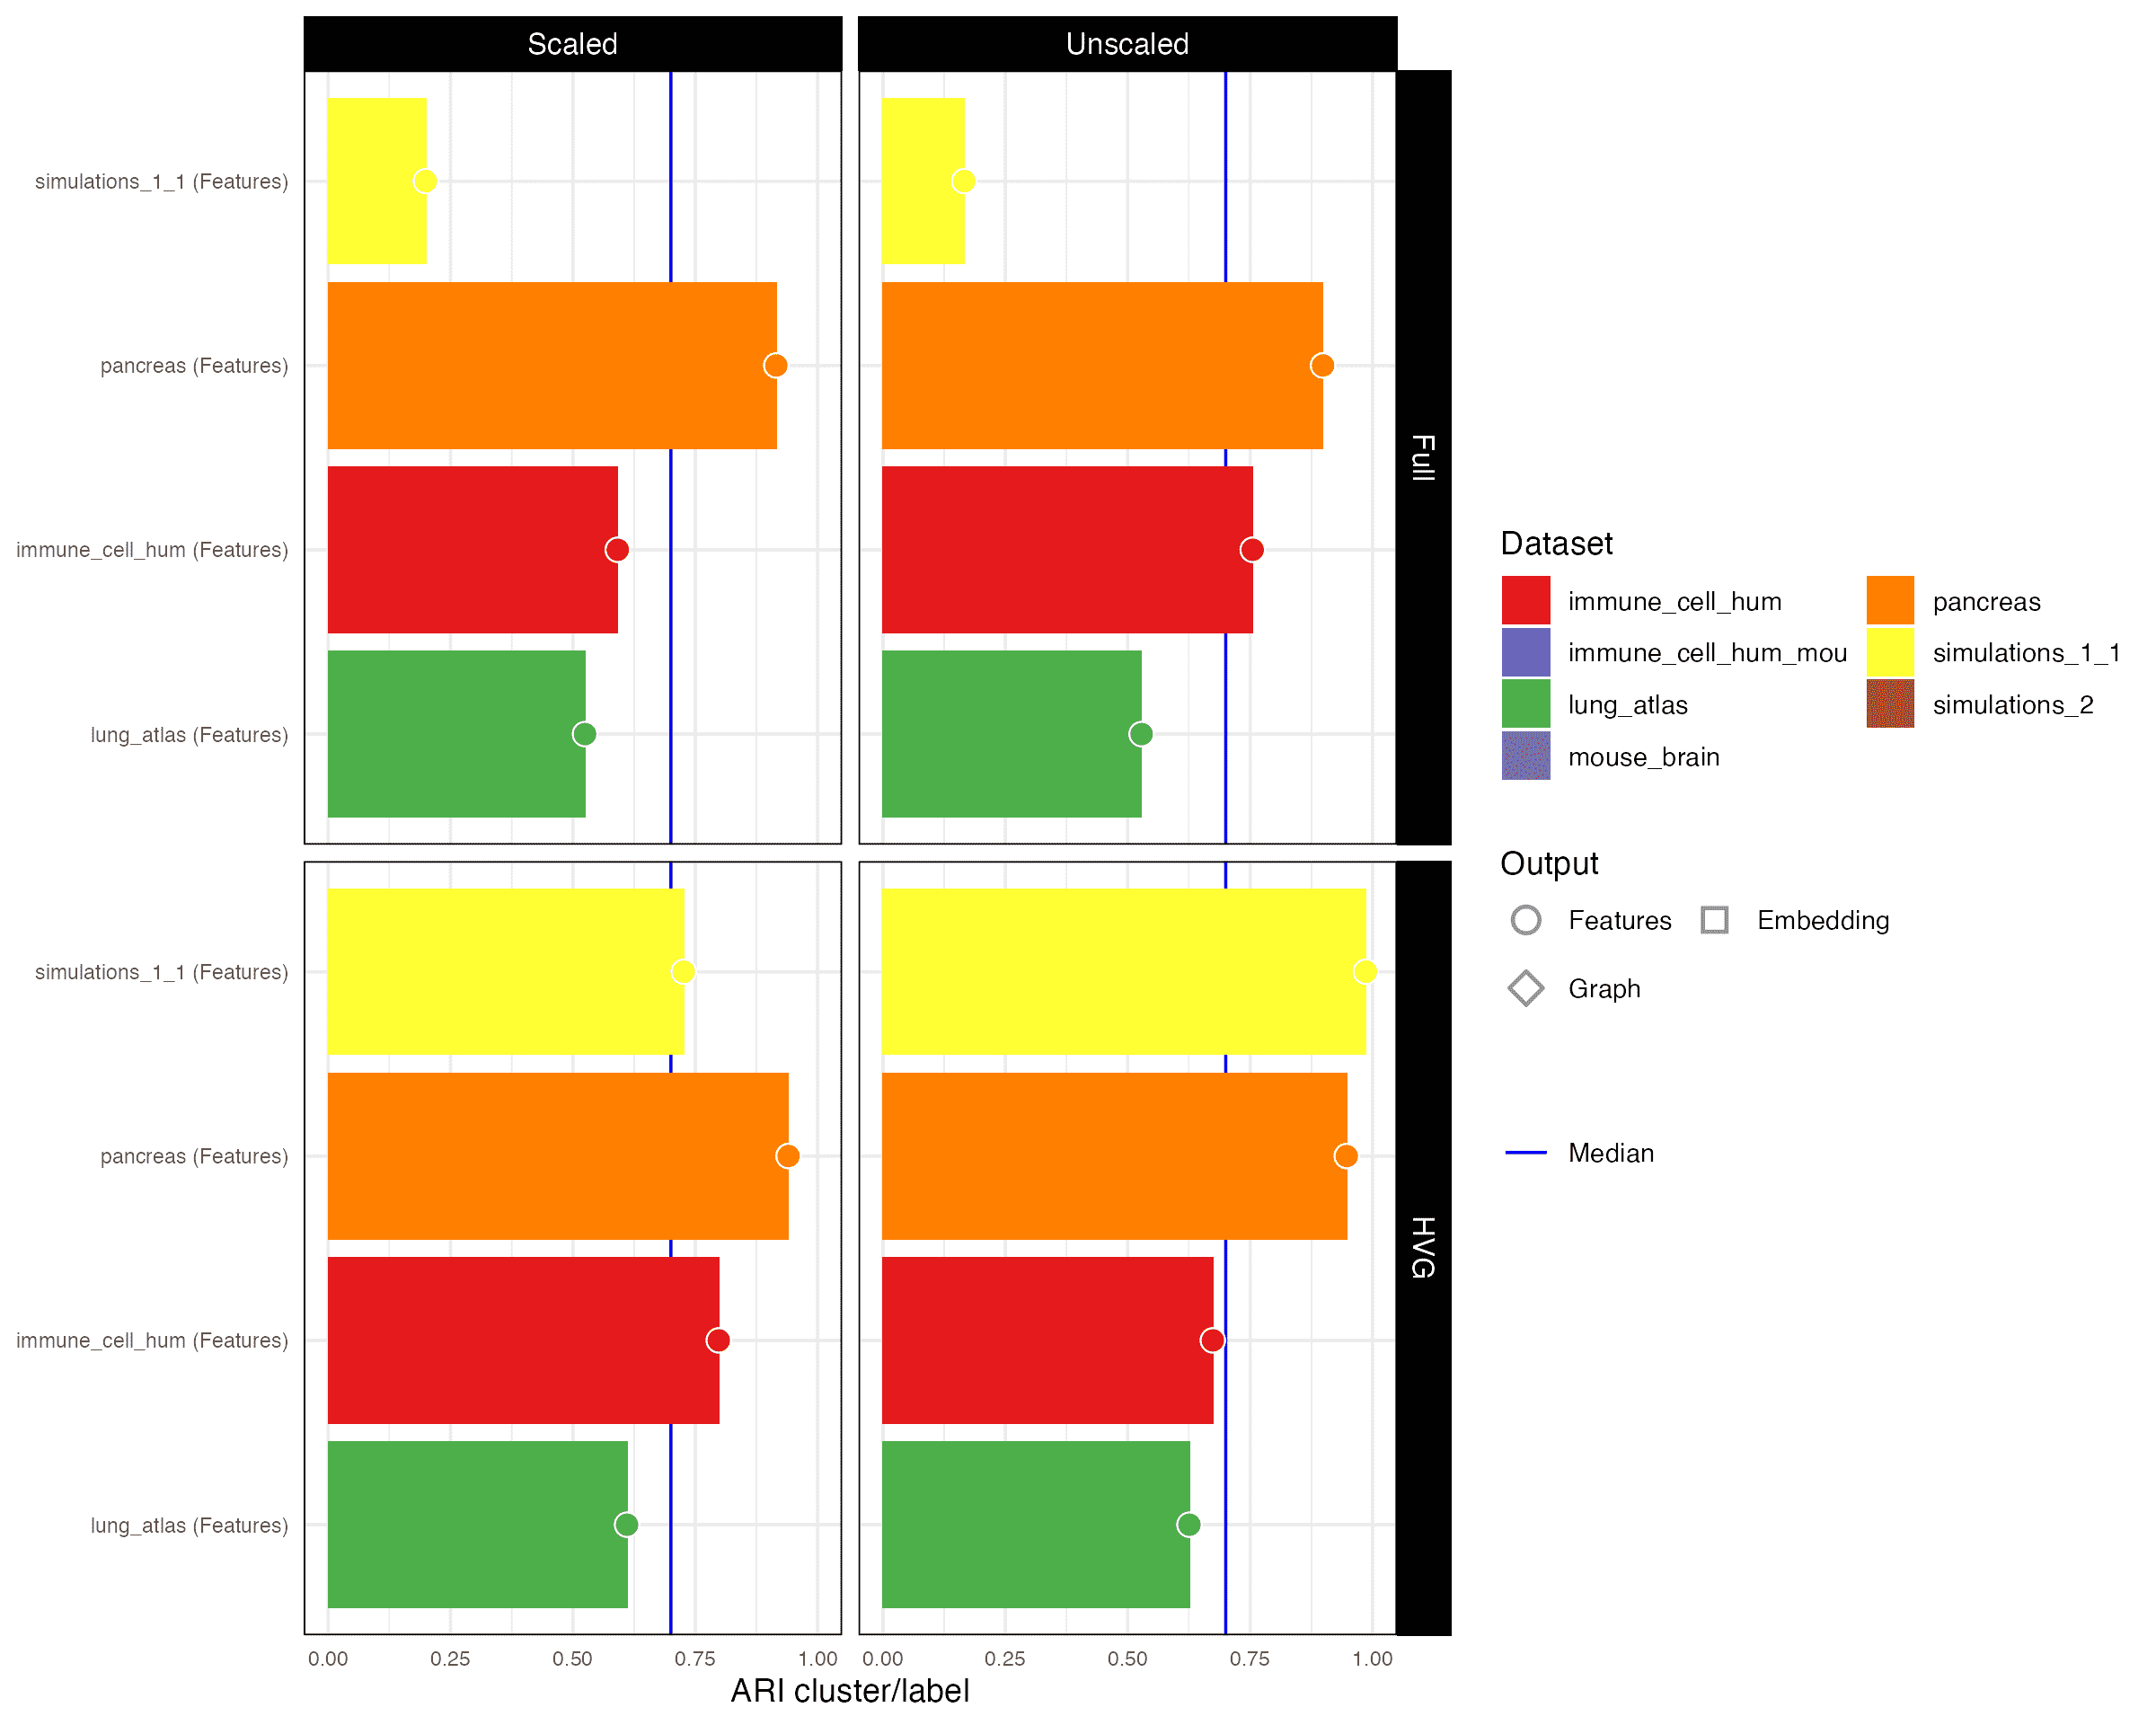 Scaled
Unscaled
simulations_1_1 (Features)
pancreas (Features)
immune_cell_hum (Features)
lung_atlas (Features)
Full
simulations_1_1 (Features)
pancreas (Features)
immune_cell_hum (Features)
lung_atlas (Features)
HVG
0.00 0.25 0.50 0.75 1.00
0.00 0.25 0.50 0.75 1.00
ARI cluster/label
Dataset
immune_cell_hum
immune_cell_hum_mou
lung_atlas
mouse_brain
pancreas
simulations_1_1
simulations_2
Output
Features
Embedding
Graph
Median